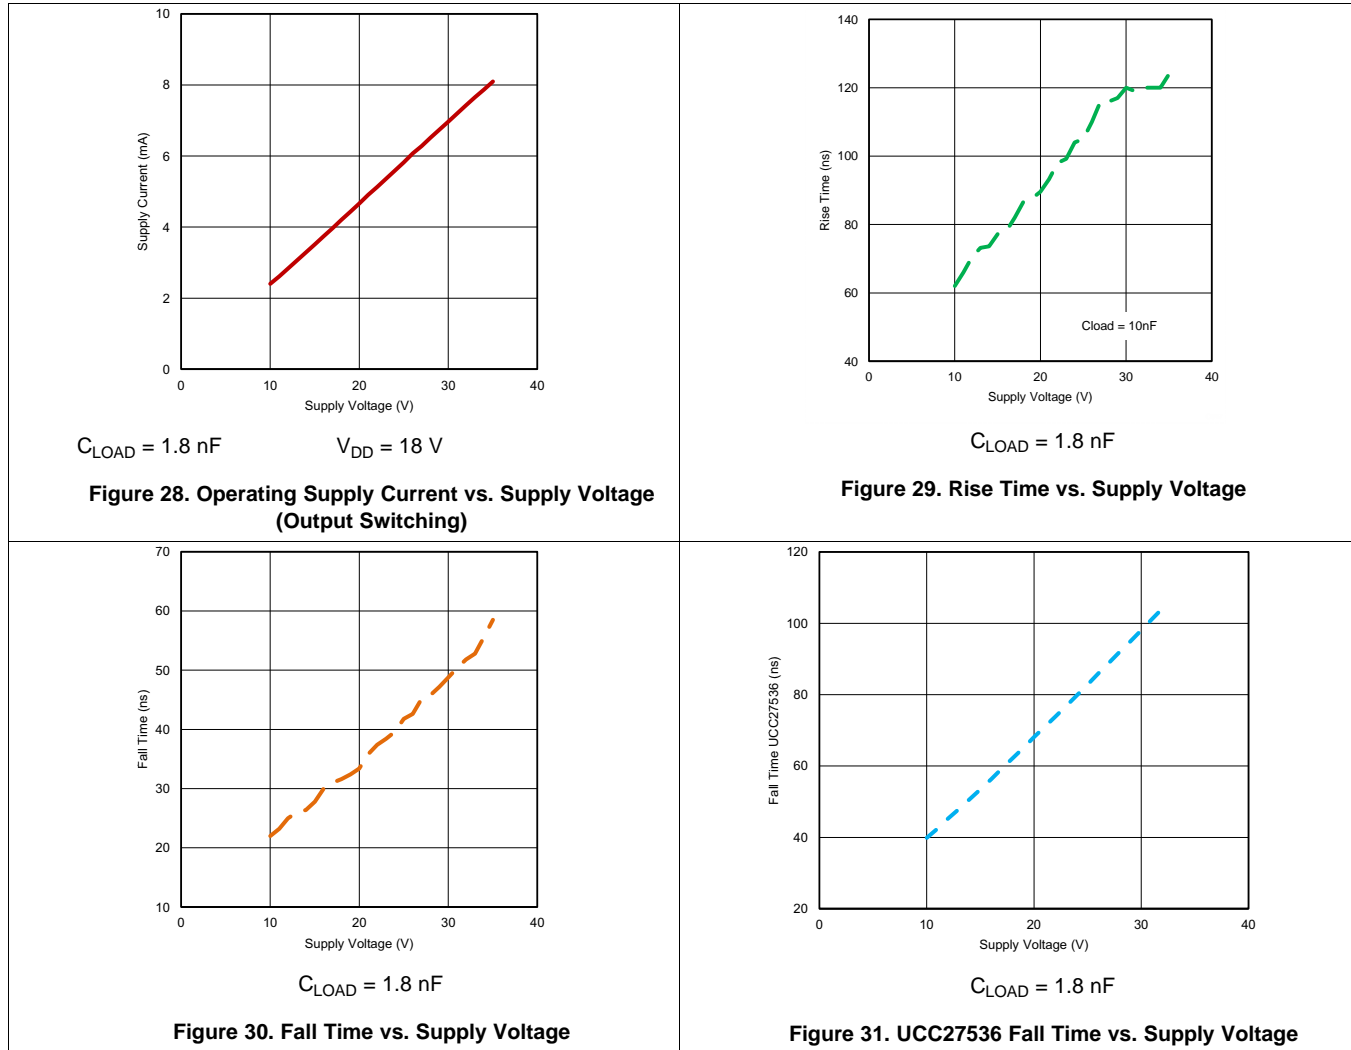 10
8
6
4
2
0
Supply Current (mA)
0 10 20 30 40
Supply Voltage (V)
C_LOAD = 1.8 nF V_DD = 18 V
Figure 28. Operating Supply Current vs. Supply Voltage
(Output Switching)
140
120
100
80
60
40
Rise Time (ns)
Cload = 10nF
0 10 20 30 40
Supply Voltage (V)
C_LOAD = 1.8 nF
Figure 29. Rise Time vs. Supply Voltage
70
60
50
40
30
20
10
Fall Time (ns)
0 10 20 30 40
Supply Voltage (V)
C_LOAD = 1.8 nF
Figure 30. Fall Time vs. Supply Voltage
120
100
80
60
40
20
Fall Time UCC27536 (ns)
0 10 20 30 40
Supply Voltage (V)
C_LOAD = 1.8 nF
Figure 31. UCC27536 Fall Time vs. Supply Voltage